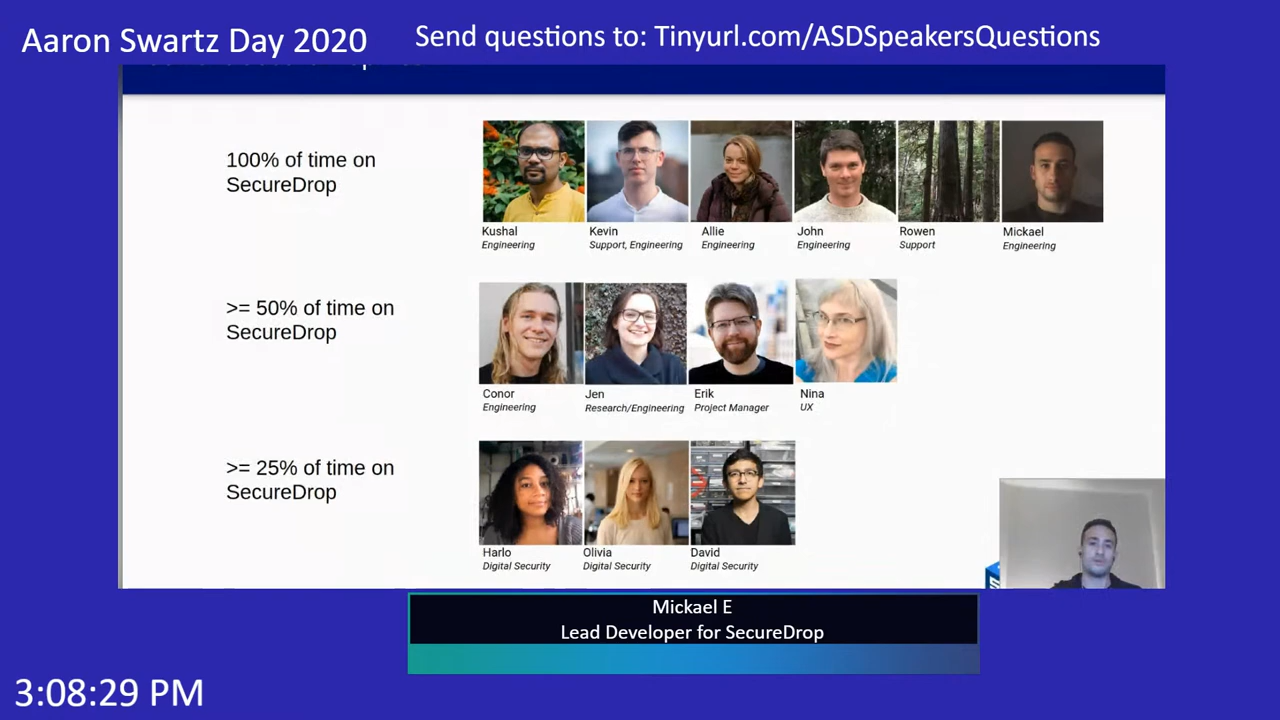 Aaron Swartz Day 2020
Send questions to: Tinyurl.com/ASDSpeakersQuestions
100% of time on
SecureDrop
Kushal
Engineering
Kevin
Support, Engineering
Allie
Engineering
John
Engineering
Rowen
Support
Mickael
Engineering
>= 50% of time on
SecureDrop
Conor
Engineering
Jen
Research/Engineering
Erik
Project Manager
Nina
UX
>= 25% of time on
SecureDrop
Harlo
Digital Security
Olivia
Digital Security
David
Digital Security
Mickael E
Lead Developer for SecureDrop
3:08:29 PM